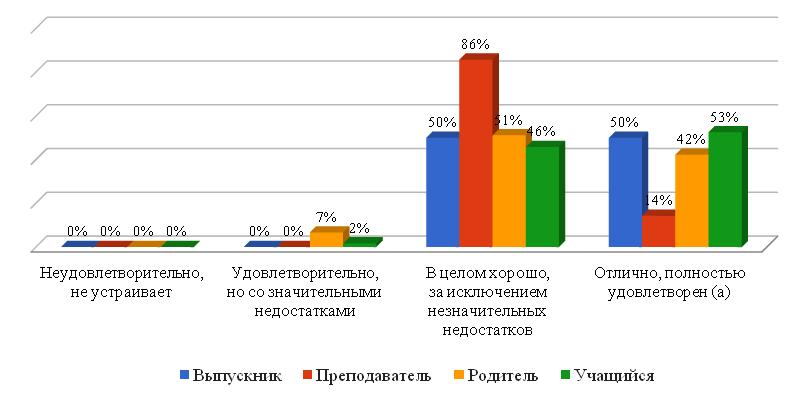 86%
50% 51% 46%
50% 14% 42% 53%
7% 2%
0% 0% 0% 0% 0% 0%
Неудовлетворительно,
не устраивает
Удовлетворительно,
но со значительными
недостатками
В целом хорошо,
за исключением
незначительных
недостатков
Отлично, полностью
удовлетворен (а)
Выпускник Преподаватель Родитель Учащийся